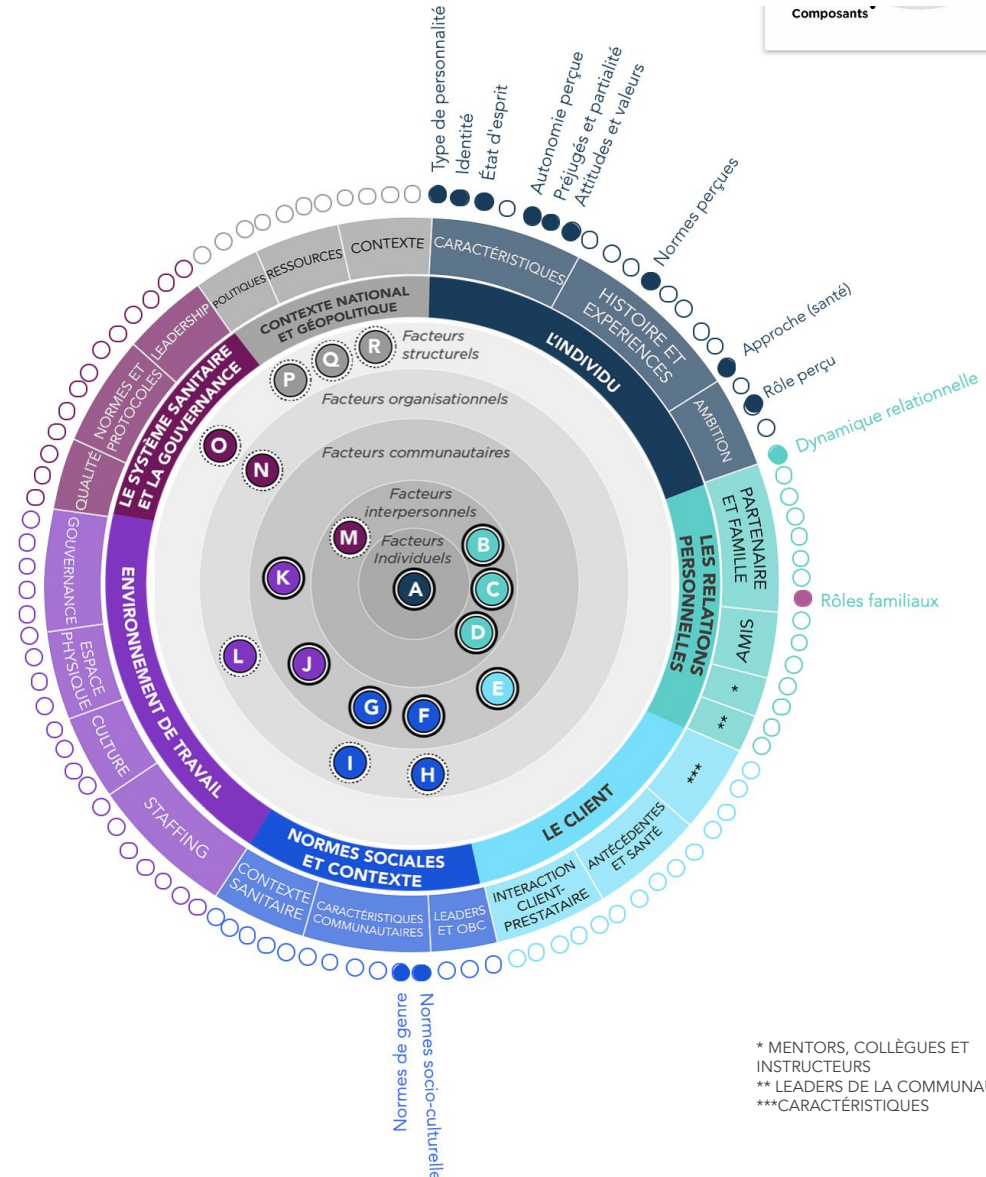 Composants
Type de personnalité
Identité
État d'esprit
Autonomie perçue
Préjugés et partialité
Attitudes et valeurs
Normes perçues
Approche (santé)
Rôle perçu
Dynamique relationnelle
Rôles familiaux
POLITIQUES
RESSOURCES
CONTEXTE
CARACTÉRISTIQUES
HISTOIRE ET
EXPERIENCES
AMBITION
PARTENAIRE
ET FAMILLE
AMIS
*
**
***
ANTÉCÉDENTES
ET SANTÉ
INTERACTION
CLIENT-
PRESTATAIRE
LEADERS
ET OBC
CARACTÉRISTIQUES
COMMUNAUTAIRES
CONTEXTE
SANITAIRE
STAFFING
CULTURE
ESPACE
PHYSIQUE
GOUVERNANCE
QUALITÉ
NORMES ET
PROTOCOLES
LEADERSHIP
CONTEXTE NATIONAL
ET GÉOPOLITIQUE
L'INDIVIDU
LES RELATIONS
PERSONNELLES
LE CLIENT
NORMES SOCIALES
ET CONTEXTE
ENVIRONMENT DE TRAVAIL
LE SYSTÈME SANITAIRE
ET LA GOUVERNANCE
Facteurs
structurels
Facteurs organisationnels
Facteurs communautaires
Facteurs
interpersonnels
Facteurs
Individuels
R
Q
P
O
N
M
B
K
C
A
D
L
J
E
G
F
I
H
Normes de genre
Normes socio-culturelle
* MENTORS, COLLÈGUES ET
INSTRUCTEURS
** LEADERS DE LA
***CARACTÉRISTIQUES